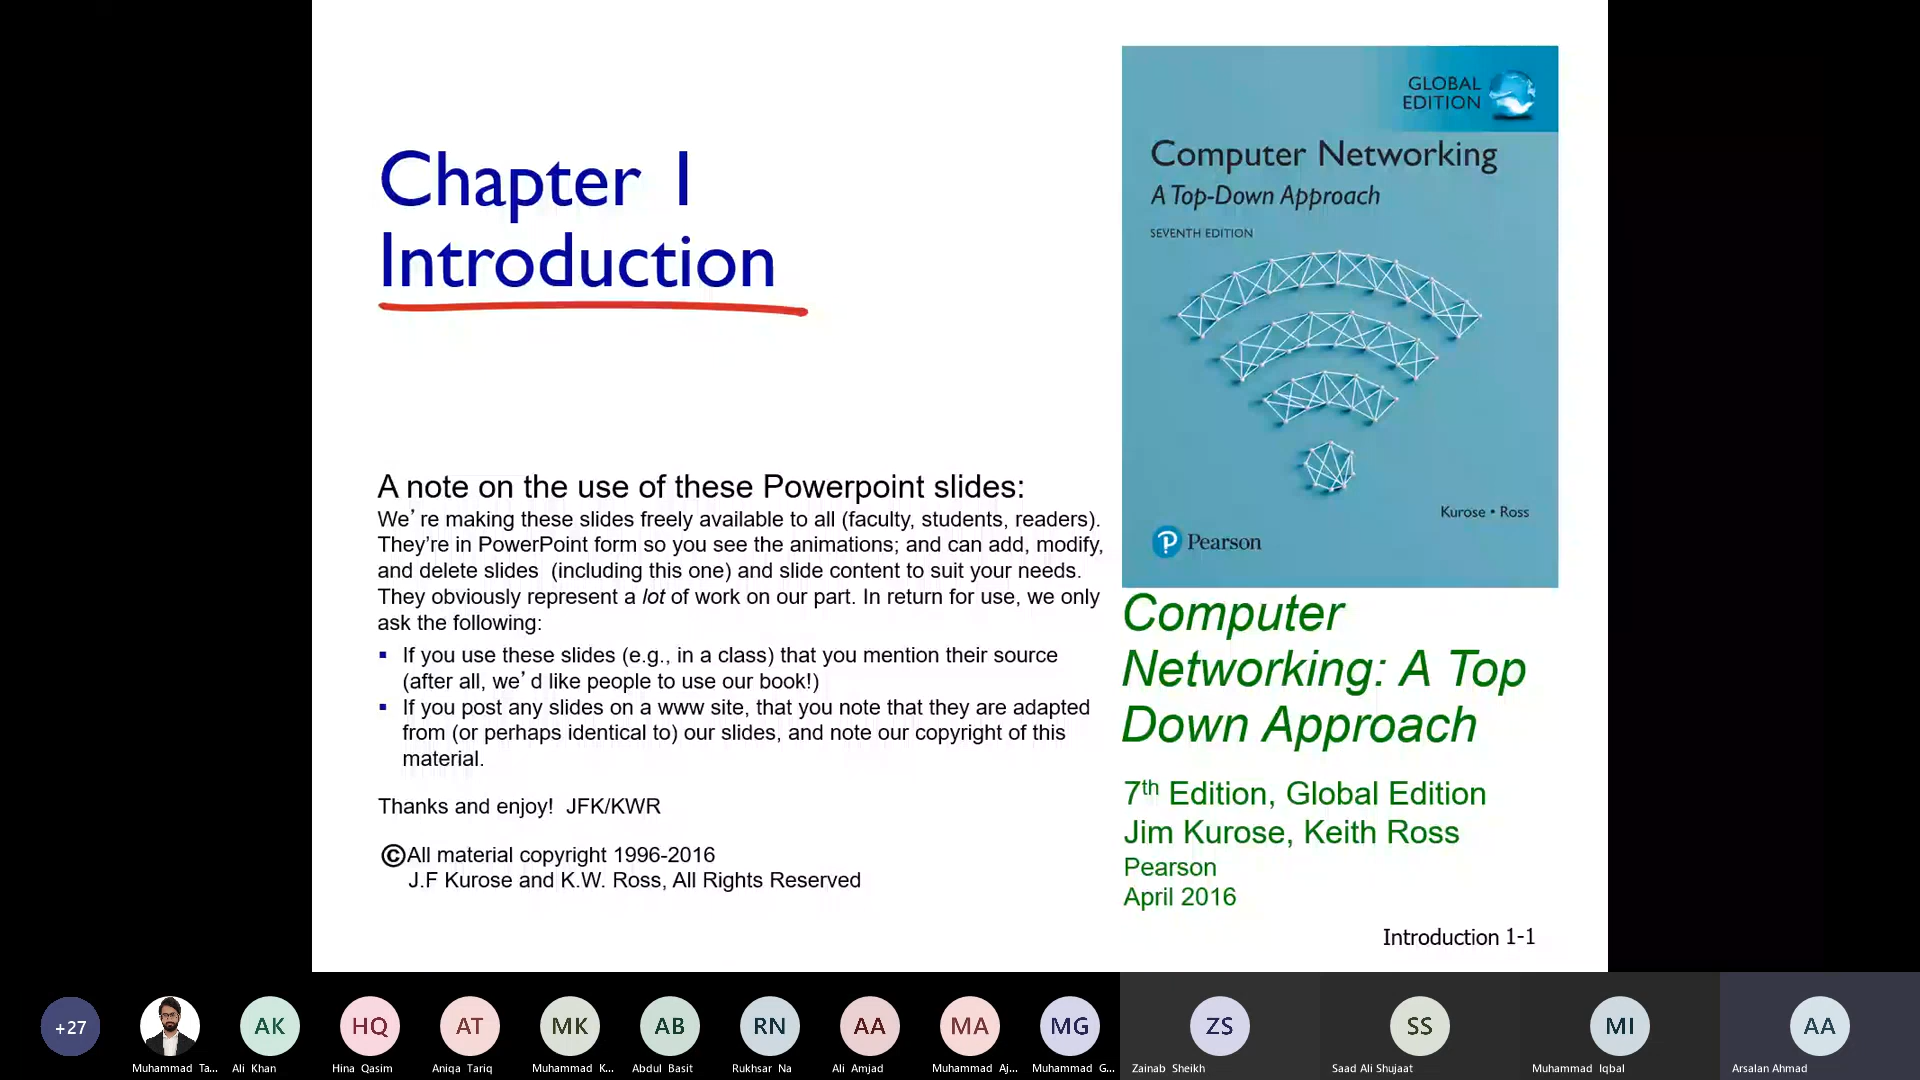 Chapter 1
Introduction
A note on the use of these Powerpoint slides:
We’re making these slides freely available to all (faculty, students, readers).
They’re in PowerPoint form so you see the animations; and can add, modify,
and delete slides  (including this one) and slide content to suit your needs.
They obviously represent a lot of work on our part. In return for use, we only
ask the following:
▪ If you use these slides (e.g., in a class) that you mention their source
(after all, we’d like people to use our book!)
▪ If you post any slides on a www site, that you note that they are adapted
from (or perhaps identical to) our slides, and note our copyright of this
material.
Thanks and enjoy!  JFK/KWR
©All material copyright 1996-2016
J.F Kurose and K.W. Ross, All Rights Reserved
GLOBAL
EDITION
Computer Networking
A Top-Down Approach
SEVENTH EDITION
Kurose • Ross
Pearson
Computer
Networking: A Top
Down Approach
7th Edition, Global Edition
Jim Kurose, Keith Ross
Pearson
April 2016
Introduction 1-1
+27
AK
HQ
AT
MK
AB
RN
AA
MA
MG
ZS
SS
MI
AA
Muhammad Ta...
Ali Khan
Hina Qasim
Aniqa Tariq
Muhammad K...
Abdul Basit
Rukhsar Na
Ali Amjad
Muhammad Aj...
Muhammad G...
Zainab Sheikh
Saad Ali Shujaat
Muhammad Iqbal
Arsalan Ahmad